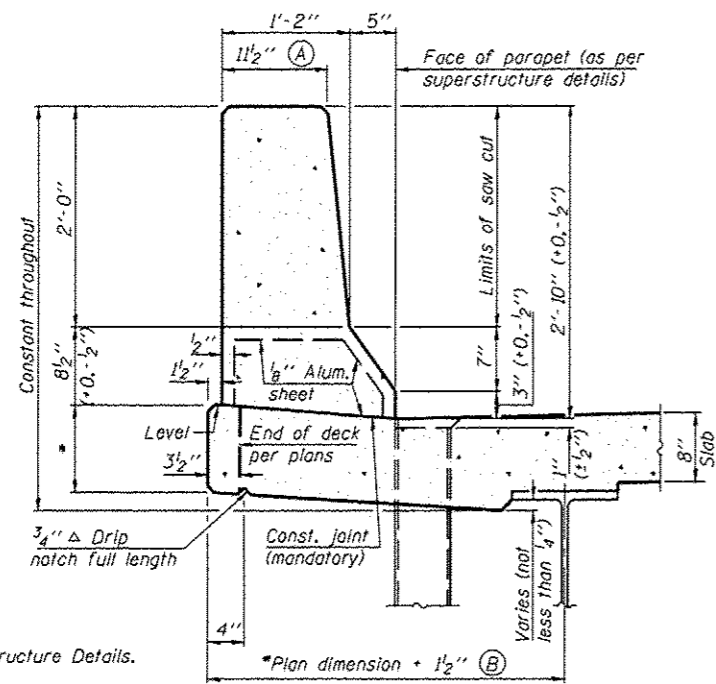 1'-2"
5"
11½" Ⓐ
Face of parapet (as per
superstructure details)
Constant throughout
2'-0"
Limits of saw cut
2'-10" (+0,-½")
8½"
(+0,-½")
½"
1½"
⅛" Alum.
sheet
7"
3" (+0,-½")
*
Level
End of deck
per plans
3½"
1"
(±½")
8"
Slab
¾" Δ Drip
notch full length
Const. joint
(mandatory)
Varies (not
less than ¼")
4"
ructure Details.
*Plan dimension + 1½" Ⓑ